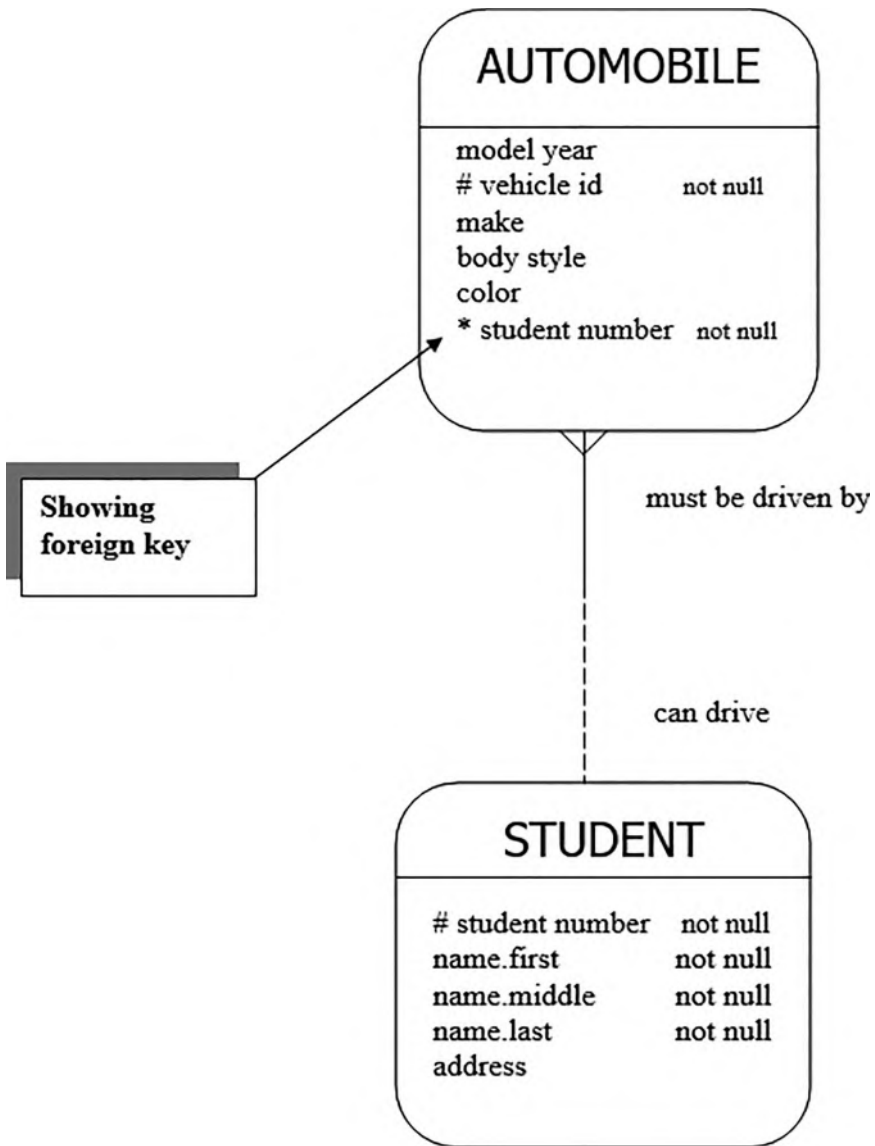 AUTOMOBILE
model year
# vehicle id not null
make
body style
color
* student number not null
Showing
foreign key
must be driven by
can drive
STUDENT
# student number not null
name.first not null
name.middle not null
name.last not null
address